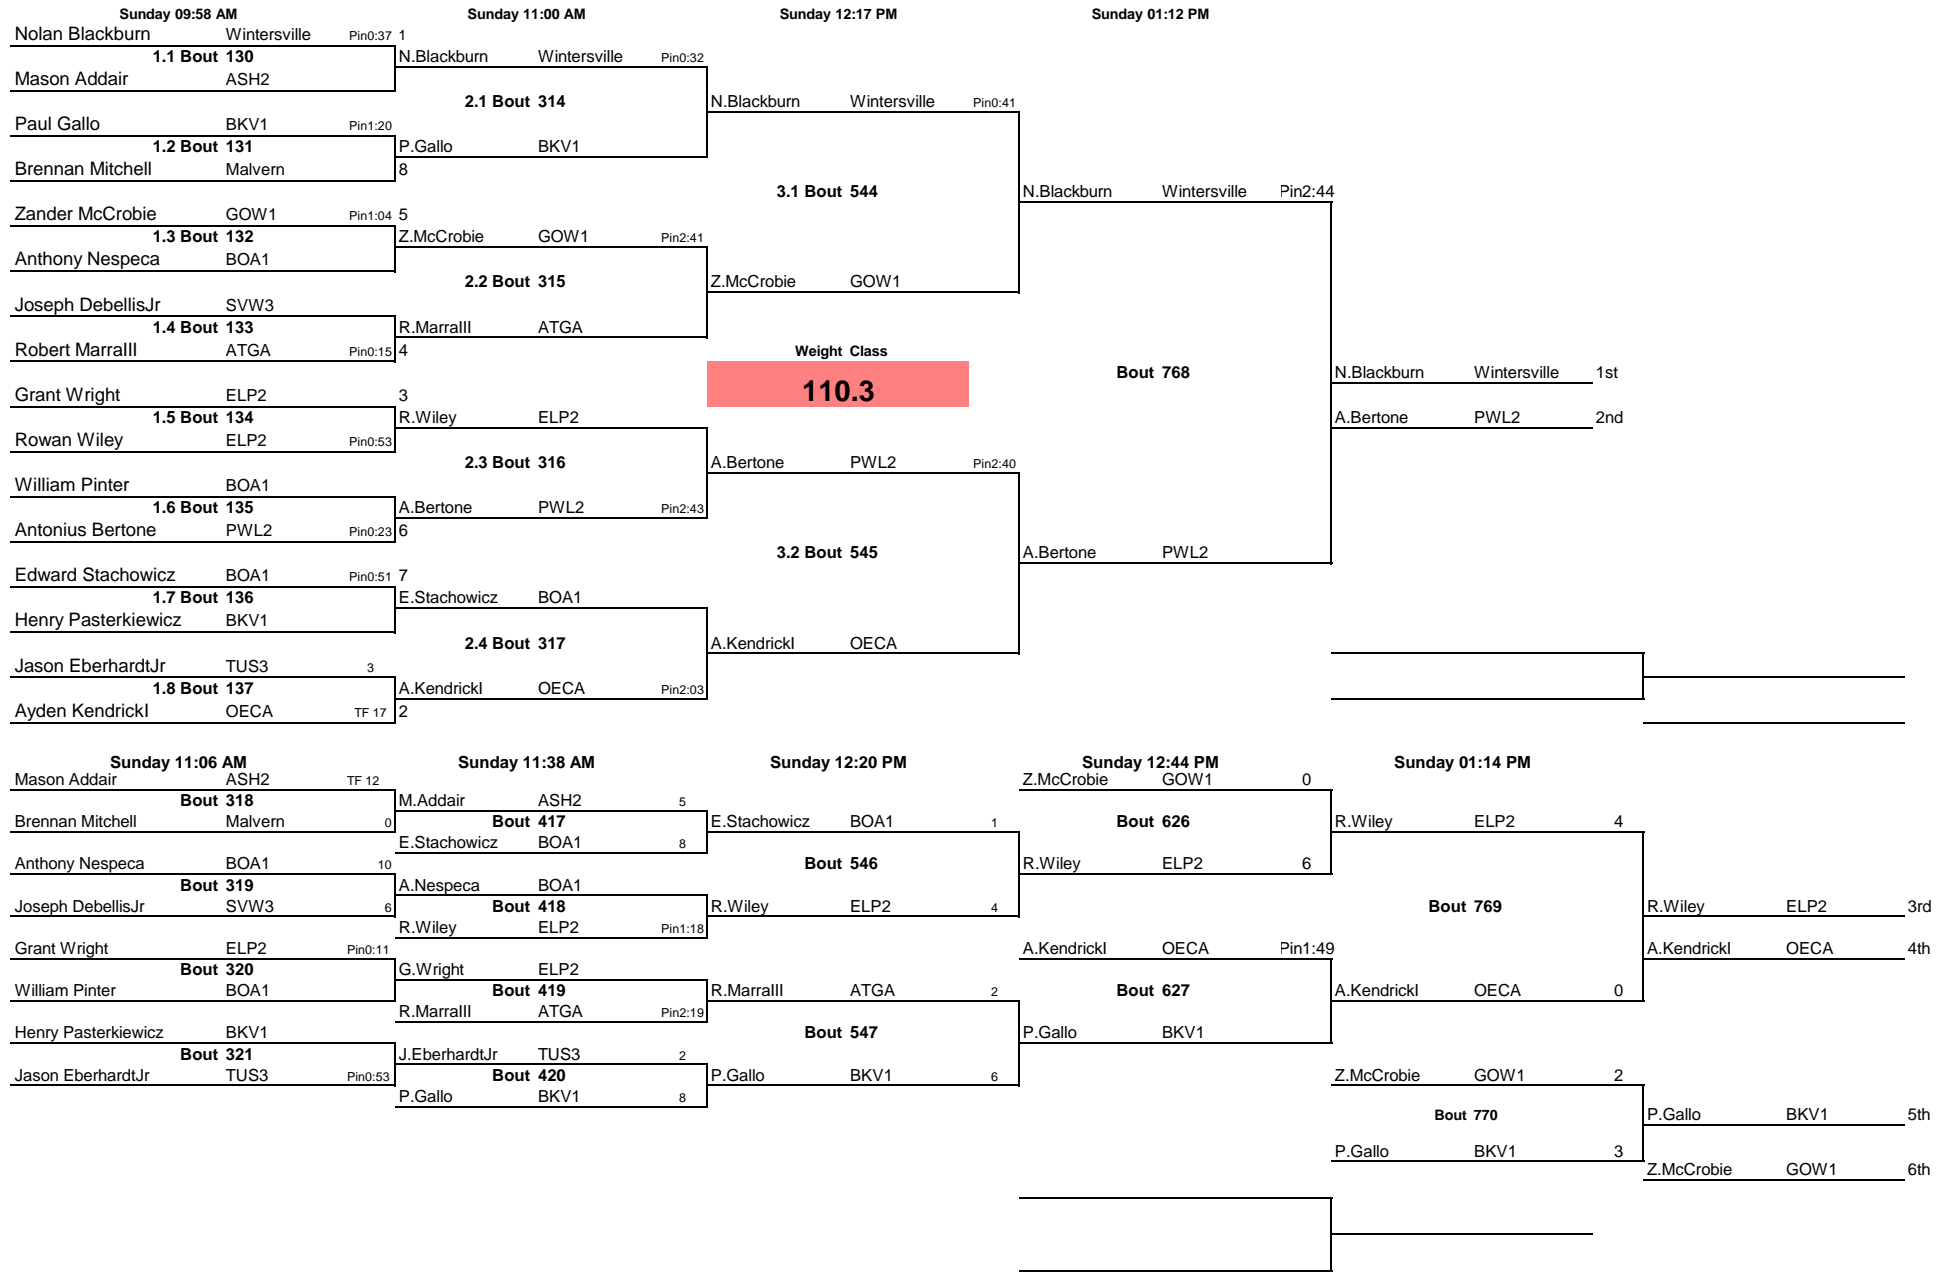 Sunday 09:58 AM Sunday 11:00 AM Sunday 12:17 PM Sunday 01:12 PM
Nolan Blackburn Wintersville Pin0:37 1
1.1 Bout 130 N.Blackburn Wintersville Pin0:32
Mason Addair ASH2
2.1 Bout 314 N.Blackburn Wintersville Pin0:41
Paul Gallo BKV1 Pin1:20
1.2 Bout 131 P.Gallo BKV1
Brennan Mitchell Malvern 8
3.1 Bout 544 N.Blackburn Wintersville Pin2:44
Zander McCrobie GOW1 Pin1:04 5
1.3 Bout 132 Z.McCrobie GOW1 Pin2:41
Anthony Nespeca BOA1
2.2 Bout 315 Z.McCrobie GOW1
Joseph DebellisJr SVW3
1.4 Bout 133 R.MarraIII ATGA
Robert MarraIII ATGA Pin0:15 4 Weight Class
Bout 768 N.Blackburn Wintersville 1st
Grant Wright ELP2 3 110.3
1.5 Bout 134 R.Wiley ELP2 A.Bertone PWL2 2nd
Rowan Wiley ELP2 Pin0:53
2.3 Bout 316 A.Bertone PWL2 Pin2:40
William Pinter BOA1
1.6 Bout 135 A.Bertone PWL2 Pin2:43
Antonius Bertone PWL2 Pin0:23 6
3.2 Bout 545 A.Bertone PWL2
Edward Stachowicz BOA1 Pin0:51 7
1.7 Bout 136 E.Stachowicz BOA1
Henry Pasterkiewicz BKV1
2.4 Bout 317 A.KendrickI OECA
Jason EberhardtJr TUS3 3
1.8 Bout 137 A.KendrickI OECA Pin2:03
Ayden KendrickI OECA TF 17 2
Sunday 11:06 AM Sunday 11:38 AM Sunday 12:20 PM Sunday 12:44 PM Sunday 01:14 PM
Mason Addair ASH2 TF 12 Z.McCrobie GOW1 0
Bout 318 M.Addair ASH2 5
Brennan Mitchell Malvern 0 Bout 417 E.Stachowicz BOA1 1 Bout 626 R.Wiley ELP2 4
E.Stachowicz BOA1 8
Anthony Nespeca BOA1 10 Bout 546 R.Wiley ELP2 6
Bout 319 A.Nespeca BOA1
Joseph DebellisJr SVW3 6 Bout 418 R.Wiley ELP2 4 Bout 769 R.Wiley ELP2 3rd
R.Wiley ELP2 Pin1:18
Grant Wright ELP2 Pin0:11 A.KendrickI OECA Pin1:49 A.KendrickI OECA 4th
Bout 320 G.Wright ELP2
William Pinter BOA1 Bout 419 R.MarraIII ATGA 2 Bout 627 A.KendrickI OECA 0
R.MarraIII ATGA Pin2:19
Henry Pasterkiewicz BKV1 Bout 547 P.Gallo BKV1
Bout 321 J.EberhardtJr TUS3 2
Jason EberhardtJr TUS3 Pin0:53 Bout 420 P.Gallo BKV1 6 Z.McCrobie GOW1 2
P.Gallo BKV1 8
Bout 770 P.Gallo BKV1 5th
P.Gallo BKV1 3
Z.McCrobie GOW1 6th